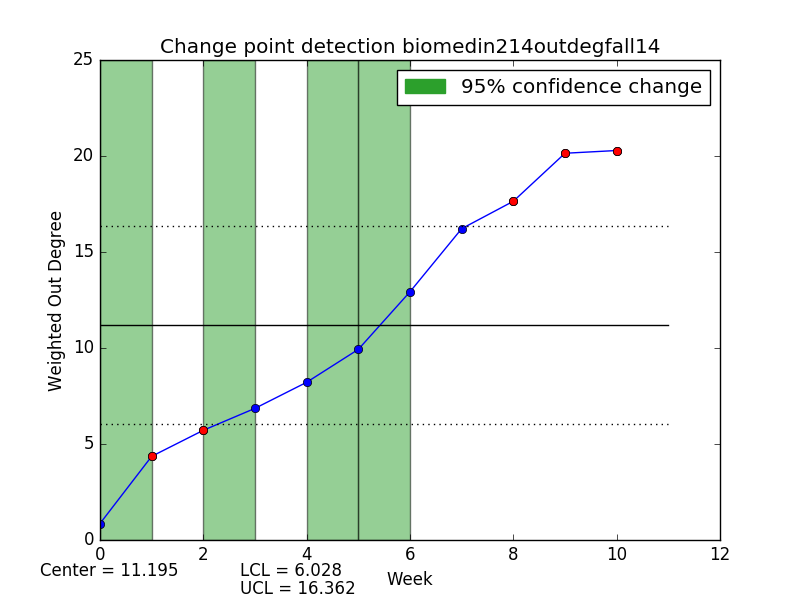 Change point detection biomedin214outdegfall14
95% confidence change
25
20
15
10
5
0
Weighted Out Degree
0 2 4 6 8 10 12
Center = 11.195 LCL = 6.028
UCL = 16.362
Week